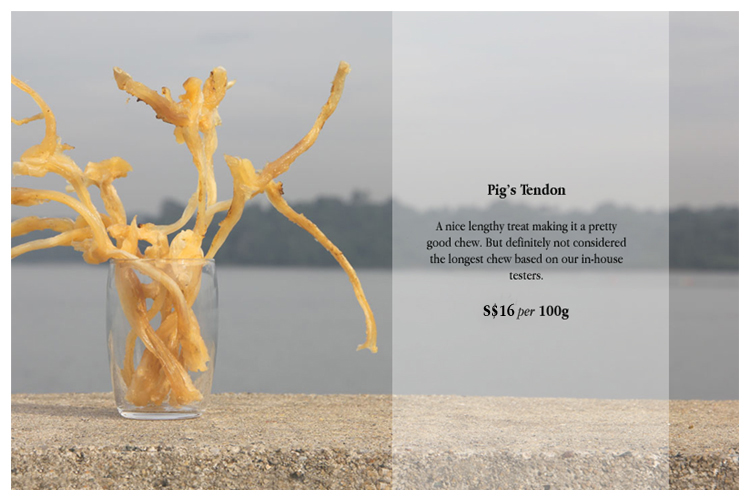 Pig's Tendon
A nice lengthy treat making it a pretty
good chew. But definitely not considered
the longest chew based on our in-house
testers.
S$16 per 100g